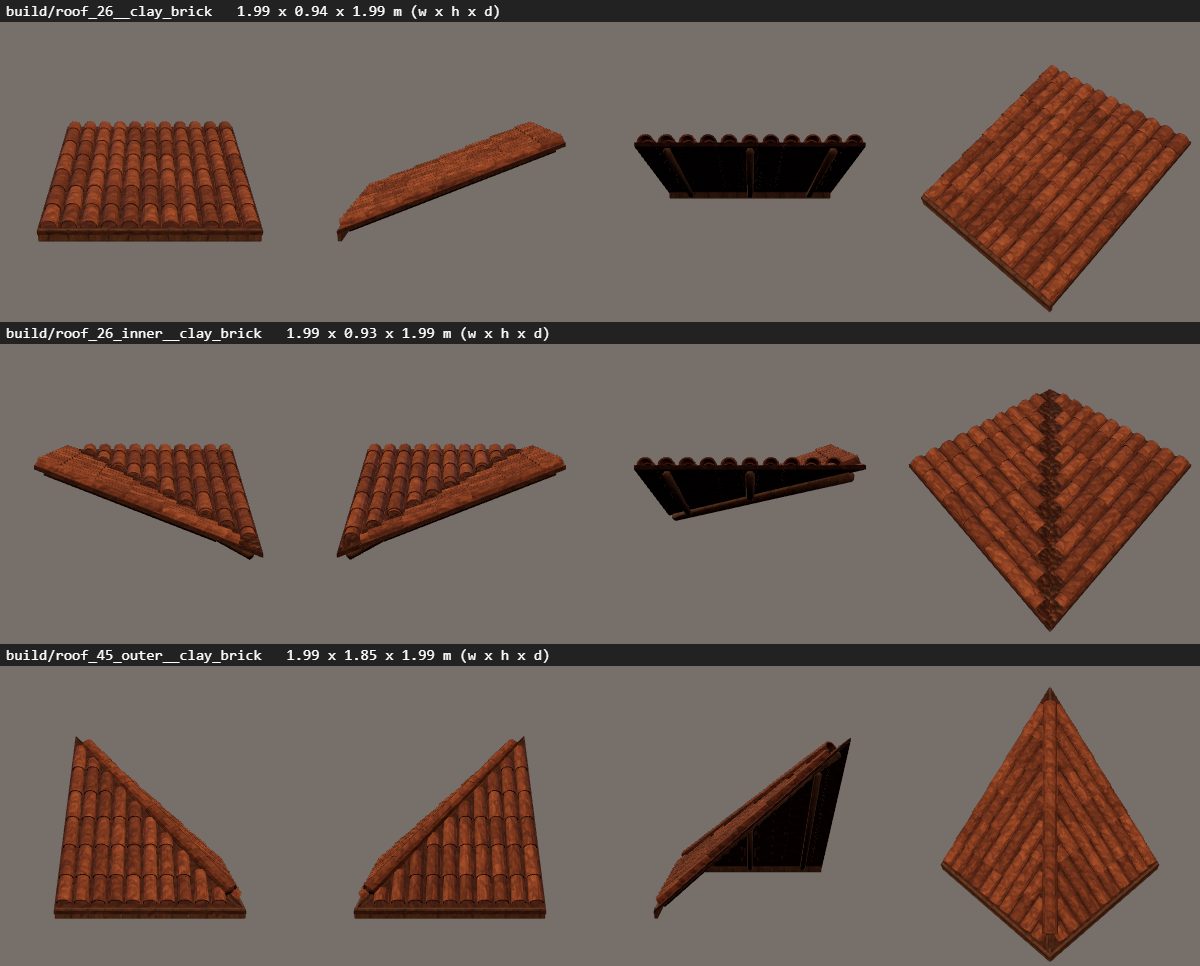 build/roof_26__clay_brick 1.99 x 0.94 x 1.99 m (w x h x d)
build/roof_26_inner__clay_brick 1.99 x 0.93 x 1.99 m (w x h x d)
build/roof_45_outer__clay_brick 1.99 x 1.85 x 1.99 m (w x h x d)